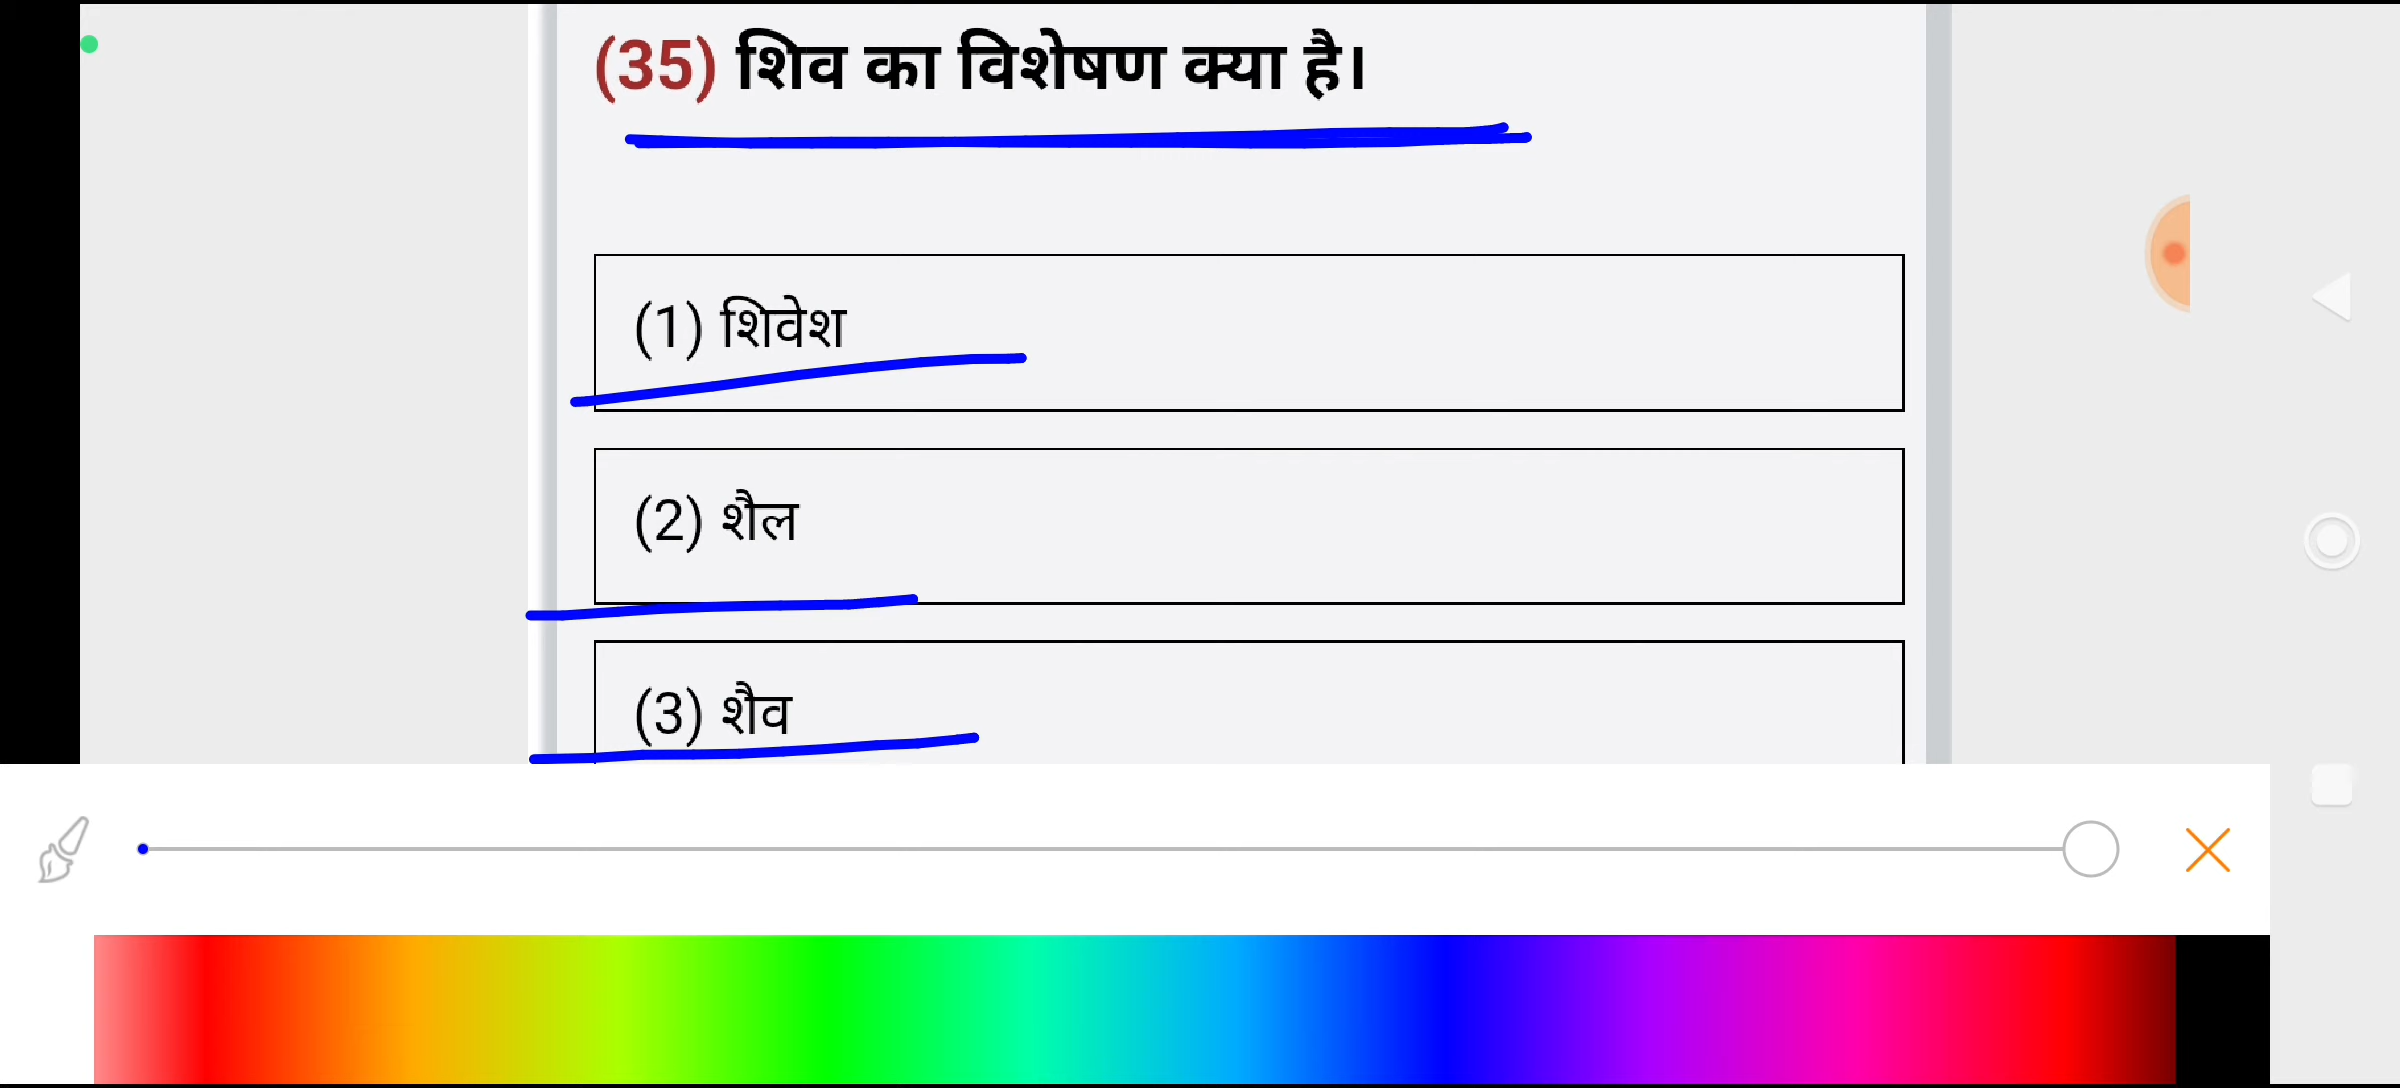 (35) शिव का विशेषण क्या है।
(1) शिवेश
(2) शैल
(3) शैव